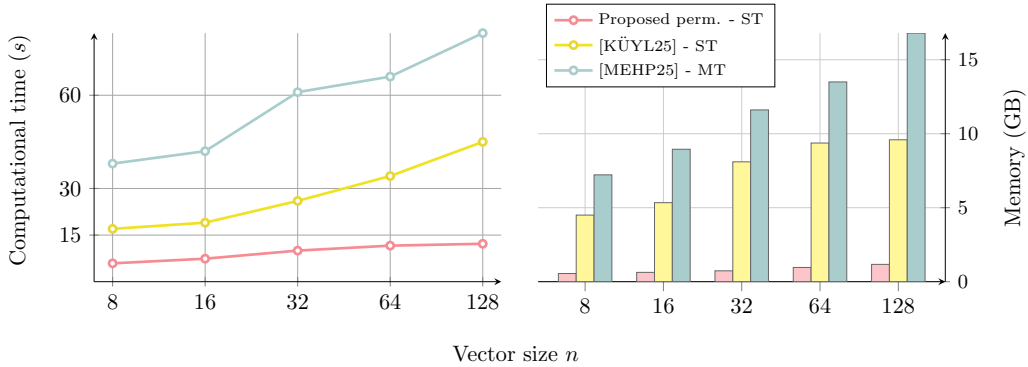 Computational time (s)
60
30
15
8 16 32 64 128
Proposed perm. - ST
[KÜYL25] - ST
[MEHP25] - MT
15
10
5
0
Memory (GB)
8 16 32 64 128
Vector size n